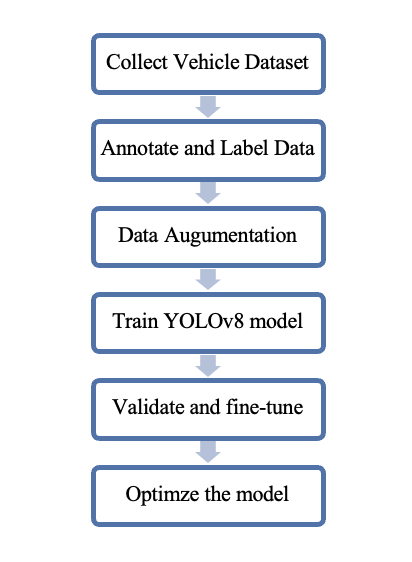 Collect Vehicle Dataset
Annotate and Label Data
Data Augumentation
Train YOLOv8 model
Validate and fine-tune
Optimze the model